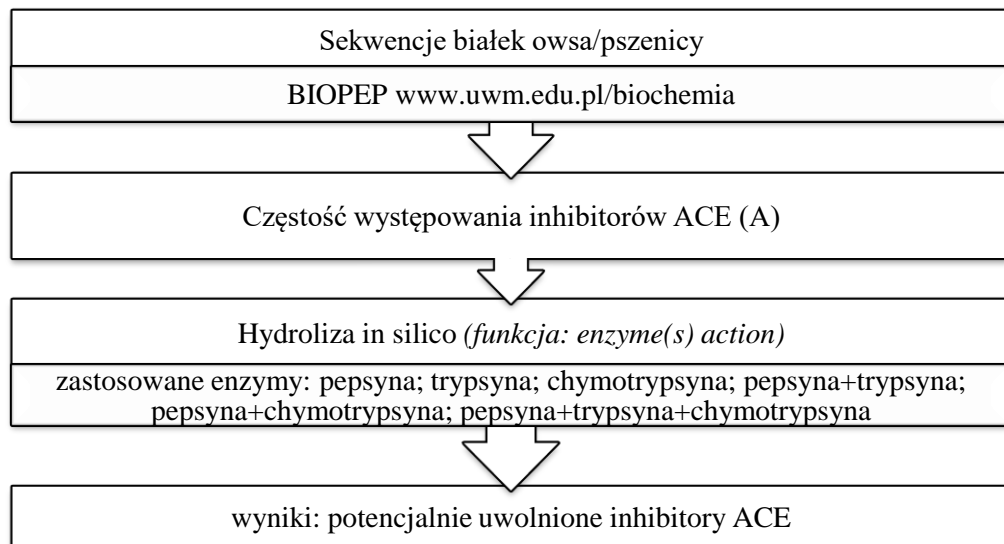 Sekwencje białek owsa/pszenicy
BIOPEP www.uwm.edu.pl/biochemia
Częstość występowania inhibitorów ACE (A)
Hydroliza in silico (funkcja: enzyme(s) action)
zastosowane enzymy: pepsyna; trypsyna; chymotrypsyna; pepsyna+trypsyna;
pepsyna+chymotrypsyna; pepsyna+trypsyna+chymotrypsyna
wyniki: potencjalnie uwolnione inhibitory ACE